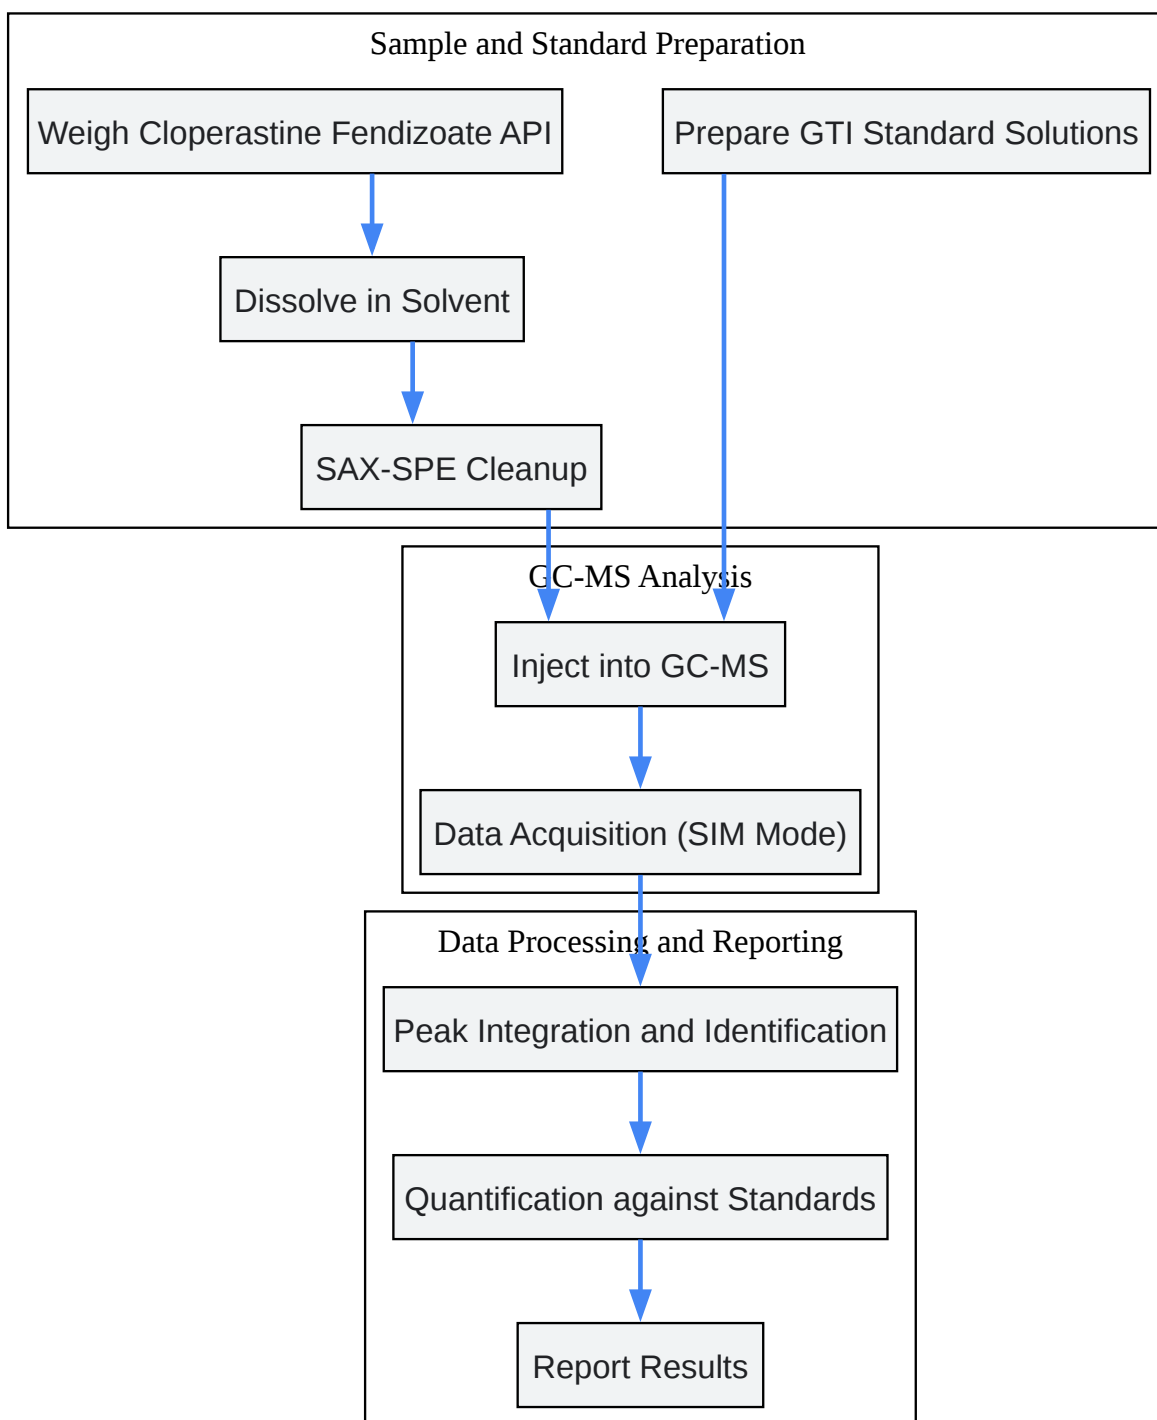 Sample and Standard Preparation
Weigh Cloperastine Fendizoate API
Prepare GTI Standard Solutions
Dissolve in Solvent
SAX-SPE Cleanup
GC-MS Analysis
Inject into GC-MS
Data Acquisition (SIM Mode)
Data Processing and Reporting
Peak Integration and Identification
Quantification against Standards
Report Results